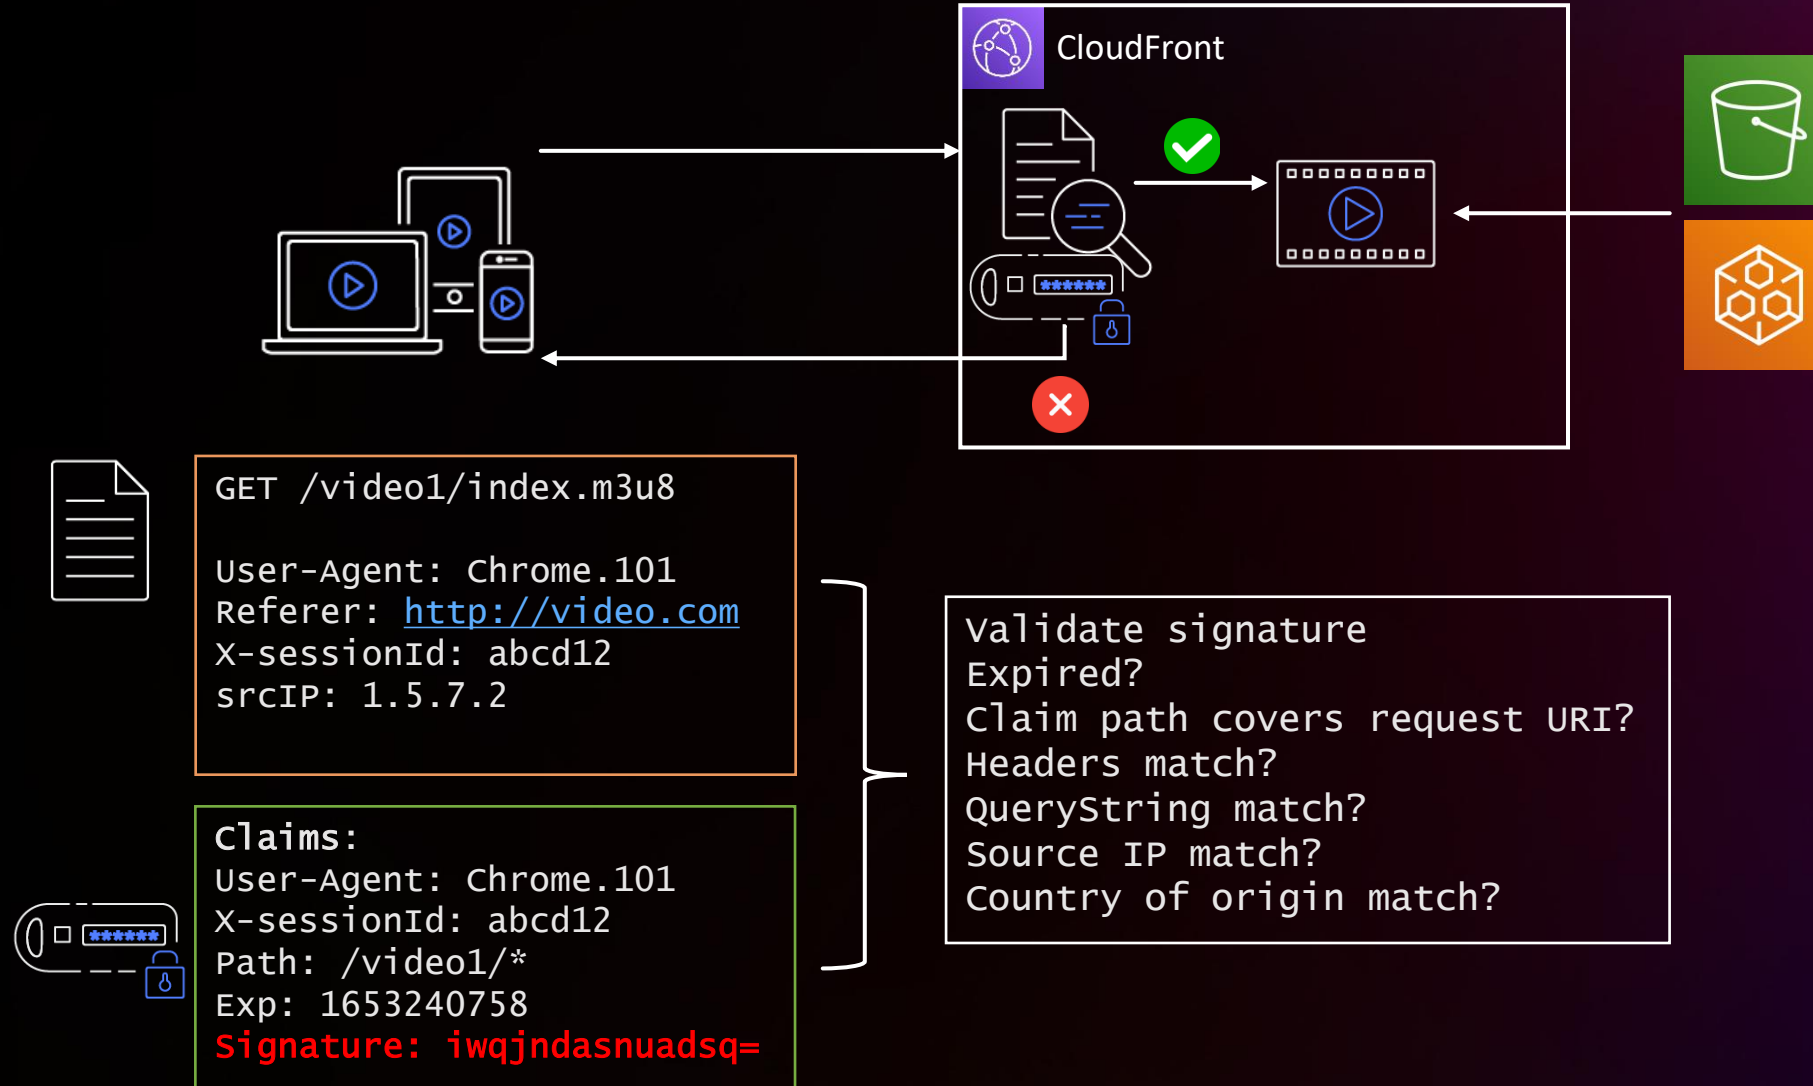 CloudFront
******
GET /video1/index.m3u8
User-Agent: Chrome.101
Referer: http://video.com
X-sessionId: abcd12
srcIP: 1.5.7.2
Claims:
User-Agent: Chrome.101
X-sessionId: abcd12
Path: /video1/*
Exp: 1653240758
Signature: iwqjndasnuadsq=
******
Validate signature
Expired?
Claim path covers request URI?
Headers match?
QueryString match?
Source IP match?
Country of origin match?